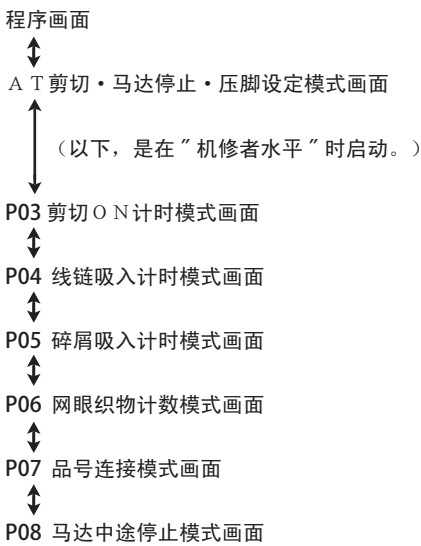 程序画面
ＡＴ剪切・马达停止・压脚设定模式画面
（以下，是在〞机修者水平〞时启动。）
P03 剪切ＯＮ计时模式画面
P04 线链吸入计时模式画面
P05 碎屑吸入计时模式画面
P06 网眼织物计数模式画面
P07 品号连接模式画面
P08 马达中途停止模式画面